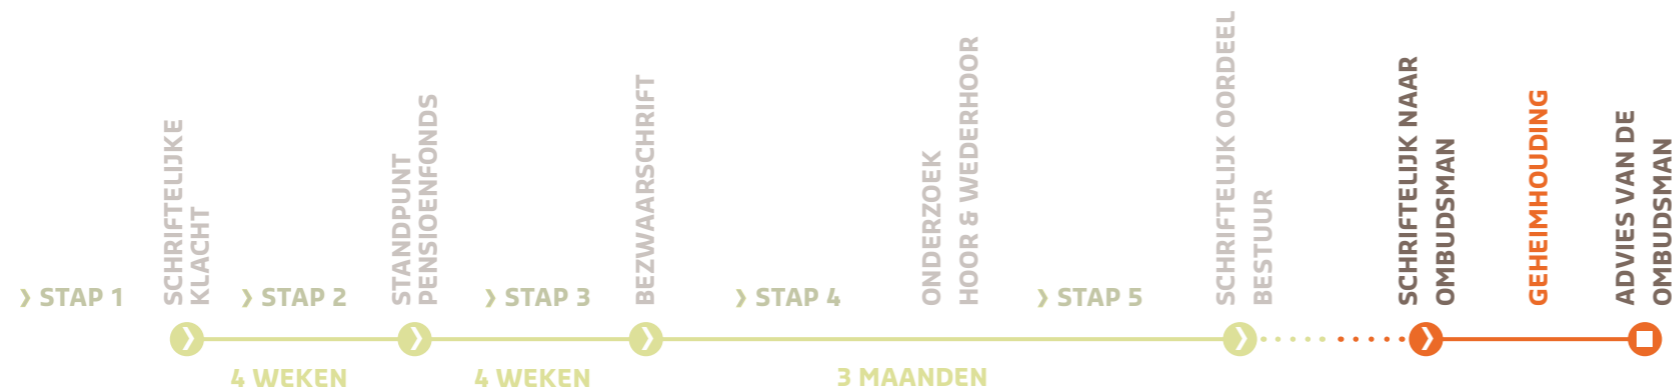 ❯ STAP 1
SCHRIFTELIJKE
KLACHT
❯ STAP 2
STANDPUNT
PENSIOENFONDS
❯ STAP 3
BEZWAARSCHRIFT
❯ STAP 4
ONDERZOEK
HOOR & WEDERHOOR
❯ STAP 5
SCHRIFTELIJK OORDEEL
BESTUUR
SCHRIFTELIJK NAAR
OMBUDSMAN
GEHEIMHOUDING
ADVIES VAN DE
OMBUDSMAN
4 WEKEN
4 WEKEN
3 MAANDEN